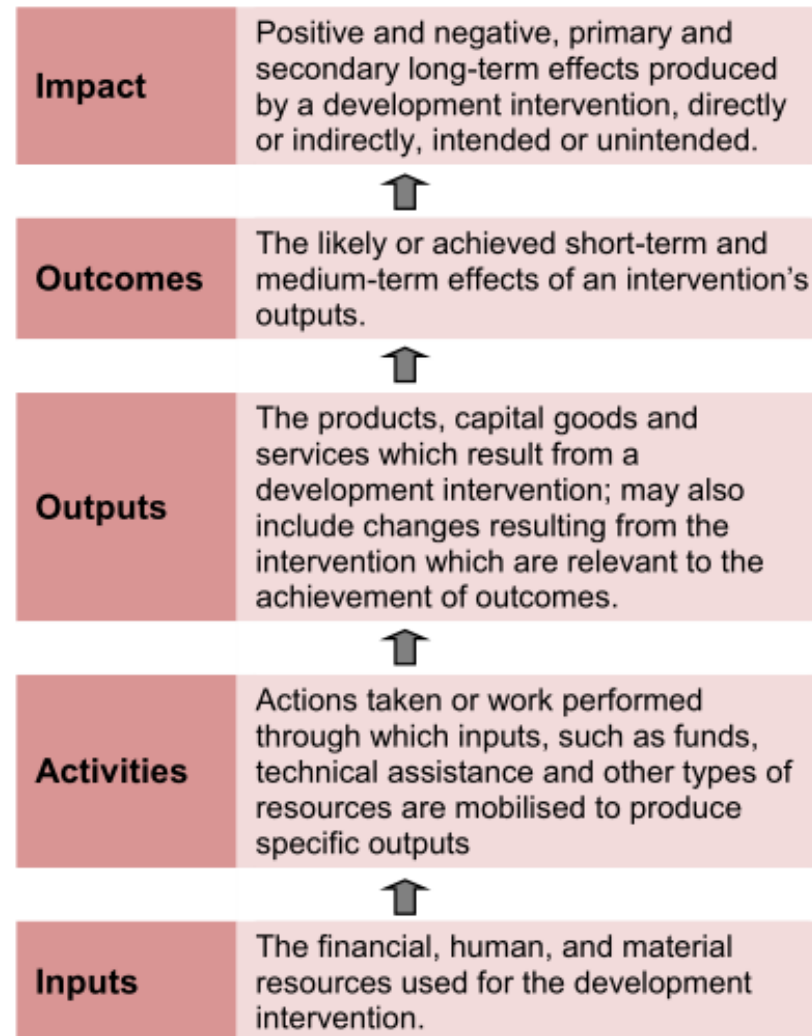 Impact
Positive and negative, primary and
secondary long-term effects produced
by a development intervention, directly
or indirectly, intended or unintended.
Outcomes
The likely or achieved short-term and
medium-term effects of an intervention’s
outputs.
Outputs
The products, capital goods and
services which result from a
development intervention; may also
include changes resulting from the
intervention which are relevant to the
achievement of outcomes.
Activities
Actions taken or work performed
through which inputs, such as funds,
technical assistance and other types of
resources are mobilised to produce
specific outputs
Inputs
The financial, human, and material
resources used for the development
intervention.